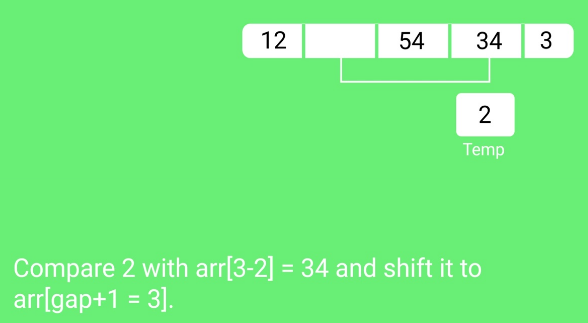 12 54 34 3
2
Temp
Compare 2 with arr[3-2] = 34 and shift it to
arr[gap+1 = 3].